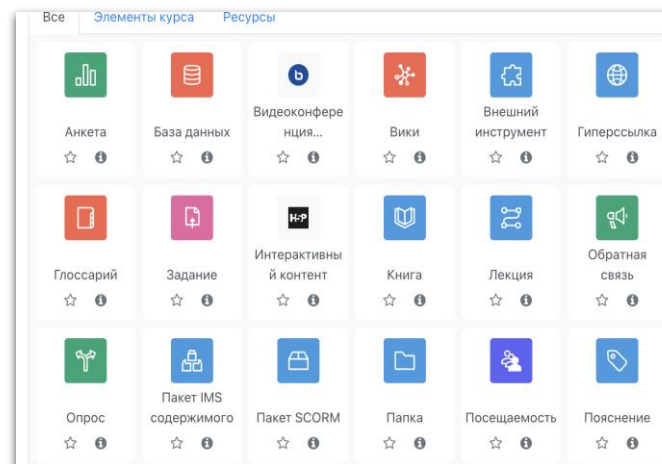 Все Элементы курса Ресурсы
Анкета
База данных
Видеоконфере
нция...
Вики
Внешний
инструмент
Гиперссылка
Глоссарий
Задание
H-P
Интерактивны
й контент
Книга
Лекция
Обратная
связь
Опрос
Пакет IMS
содержимого
Пакет SCORM
Папка
Посещаемость
Пояснение